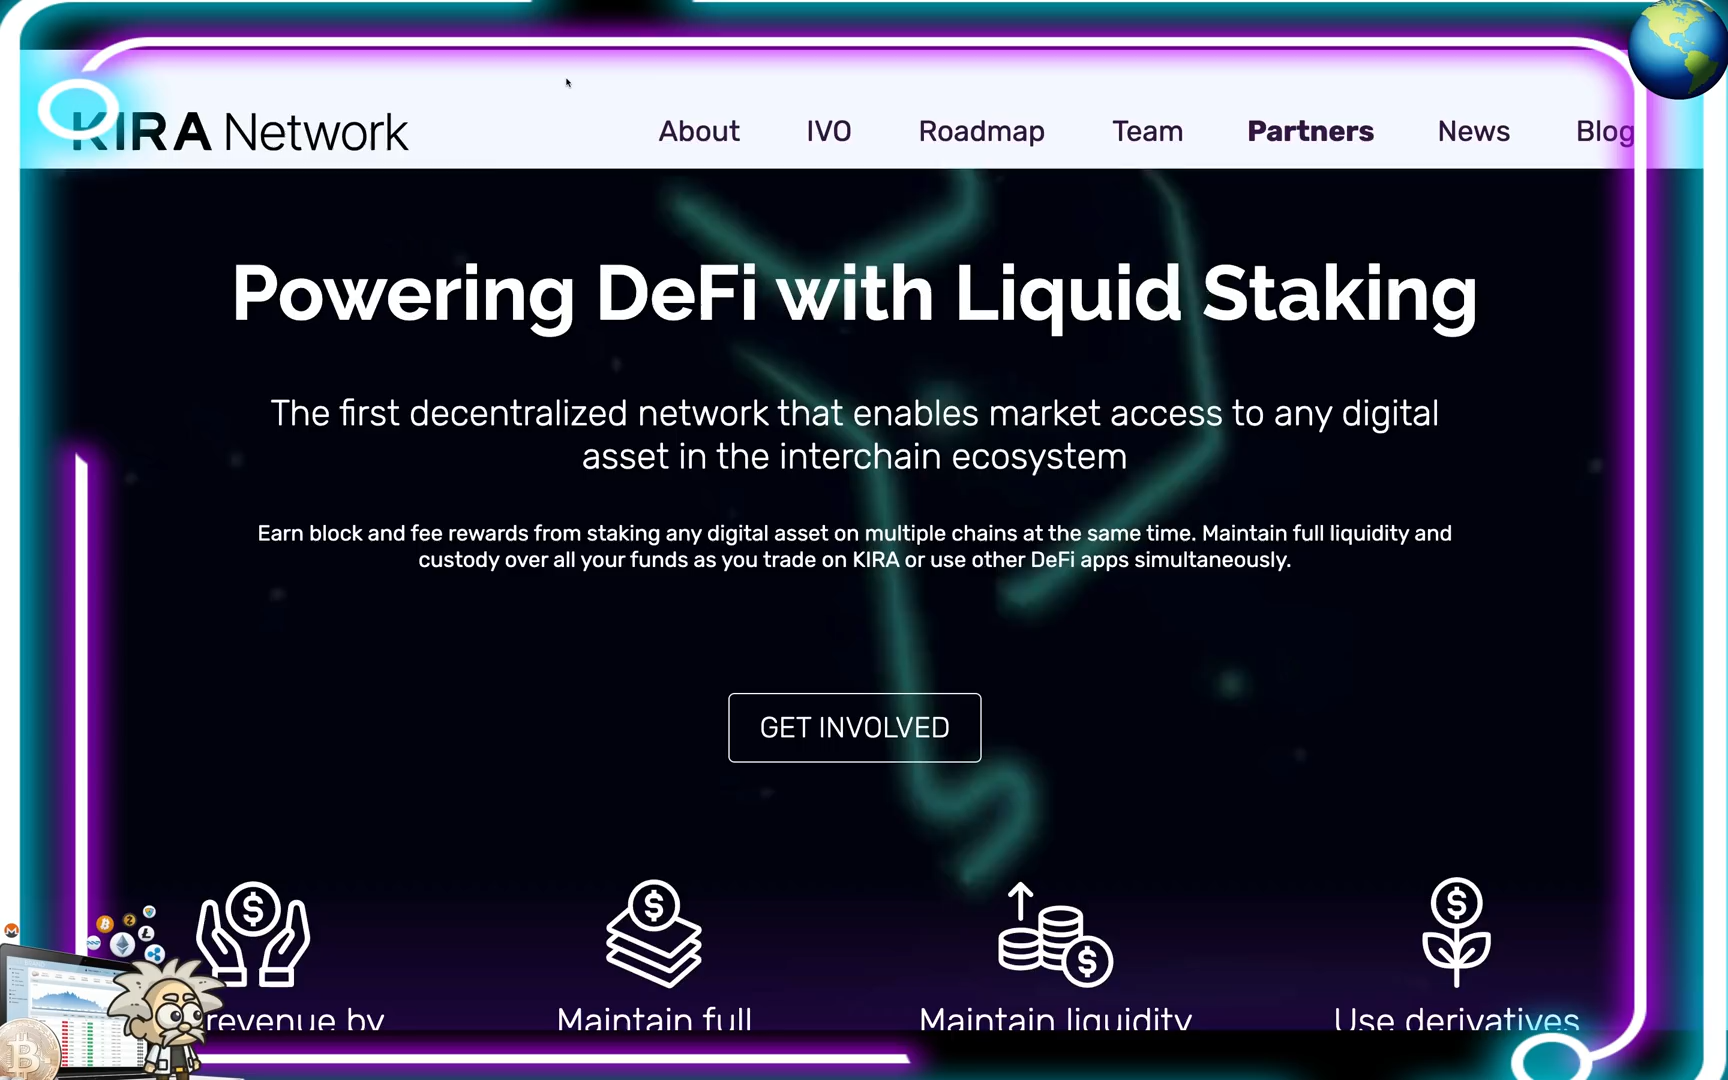 KIRA Network
About IVO Roadmap Team Partners News Blog
Powering DeFi with Liquid Staking
The first decentralized network that enables market access to any digital
asset in the interchain ecosystem
Earn block and fee rewards from staking any digital asset on multiple chains at the same time. Maintain full liquidity and
custody over all your funds as you trade on KIRA or use other DeFi apps simultaneously.
GET INVOLVED
revenue by Maintain full Maintain liquidity Use derivatives